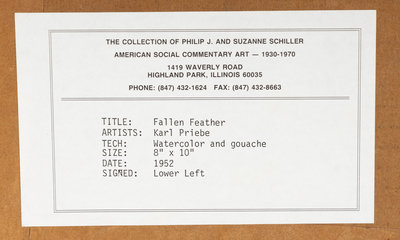 THE COLLECTION OF PHILIP J. AND SUZANNE SCHILLER
AMERICAN SOCIAL COMMENTARY ART — 1930-1970
1419 WAVERLY ROAD
HIGHLAND PARK, ILLINOIS 60035
PHONE: (847) 432-1624 FAX: (847) 432-8663
TITLE: Fallen Feather
ARTISTS: Karl Priebe
TECH: Watercolor and gouache
SIZE: 8" x 10"
DATE: 1952
SIGNED: Lower Left